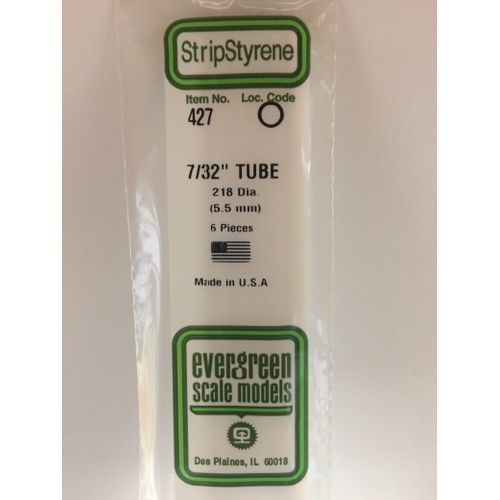 StripStyrene
Item No. Loc. Code
427
7/32" TUBE
218 Dia.
(5.5 mm)
6 Pieces
Made in U.S.A
evergreen
scale models
Des Plaines, IL 60018